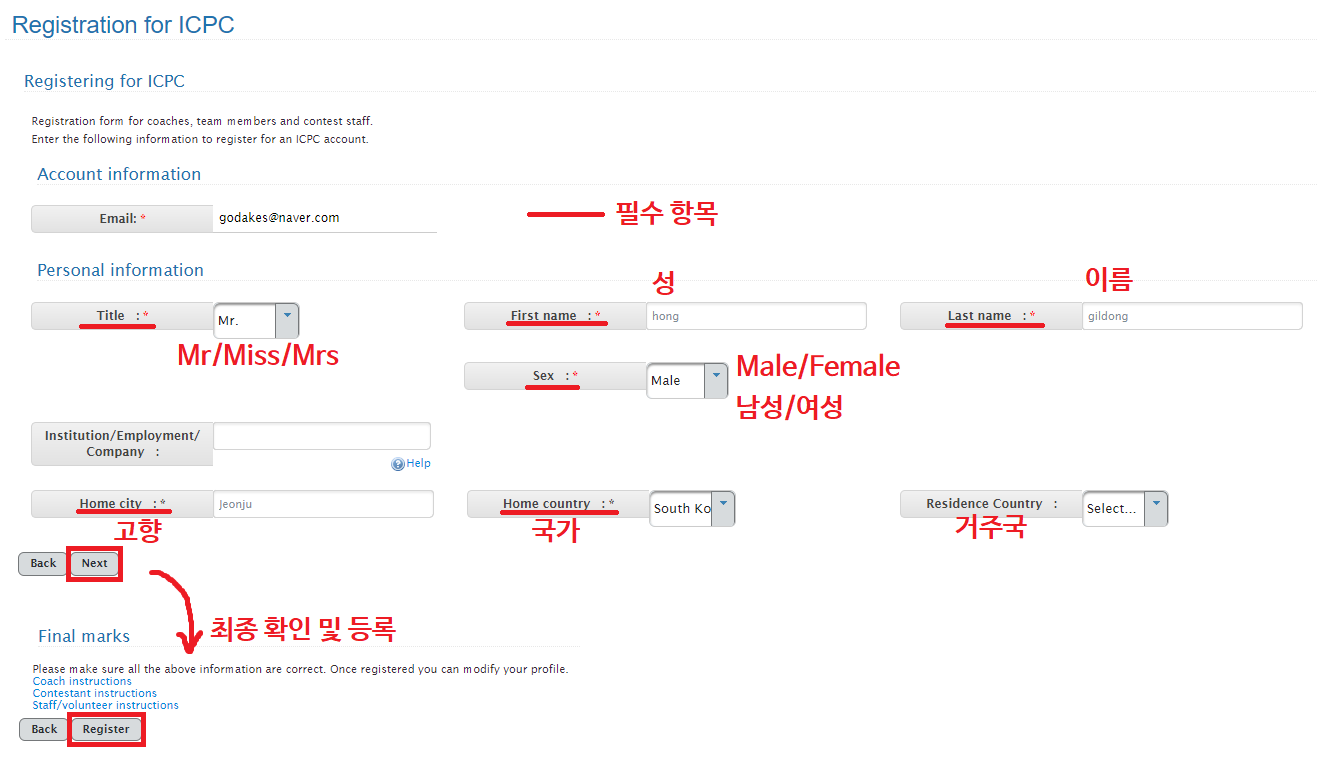 Registration for ICPC
Registering for ICPC
Registration form for coaches, team members and contest staff.
Enter the following information to register for an ICPC account.
Account information
Email: * godakes@naver.com
필수 항목
Personal information
성
이름
Title : * Mr. First name : * hong Last name : * gildong
Mr/Miss/Mrs
Sex : * Male
Male/Female
남성/여성
Institution/Employment/
Company :
Help
Home city : * Jeonju Home country : * South Ko Residence Country : Select...
고향 국가 거주국
Back Next
최종 확인 및 등록
Final marks
Please make sure all the above information are correct. Once registered you can modify your profile.
Coach instructions
Contestant instructions
Staff/volunteer instructions
Back Register